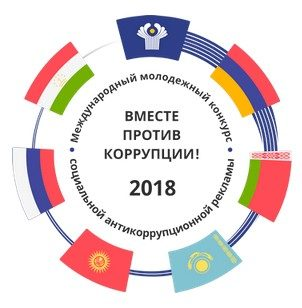 • Международный молодежный конкурс •
ВМЕСТЕ
ПРОТИВ
КОРРУПЦИИ!
2018
социальной антикоррупционной рекламы